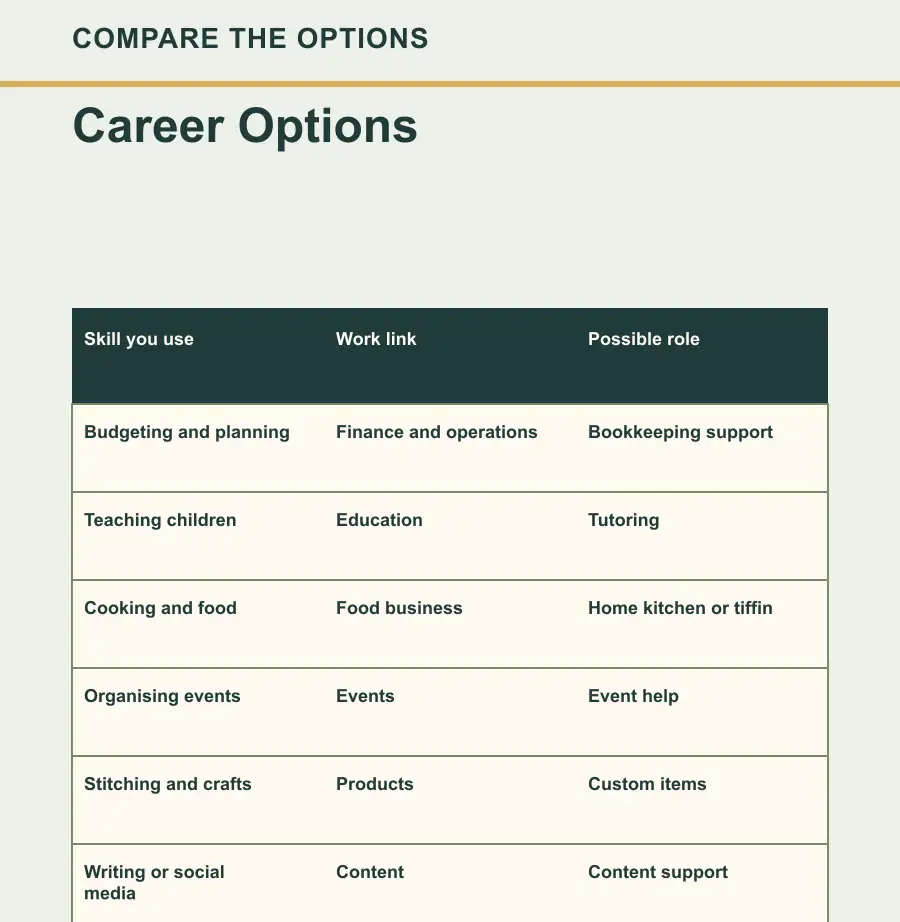 COMPARE THE OPTIONS
Career Options
Skill you use Work link Possible role
Budgeting and planning Finance and operations Bookkeeping support
Teaching children Education Tutoring
Cooking and food Food business Home kitchen or tiffin
Organising events Events Event help
Stitching and crafts Products Custom items
Writing or social Content Content support
media